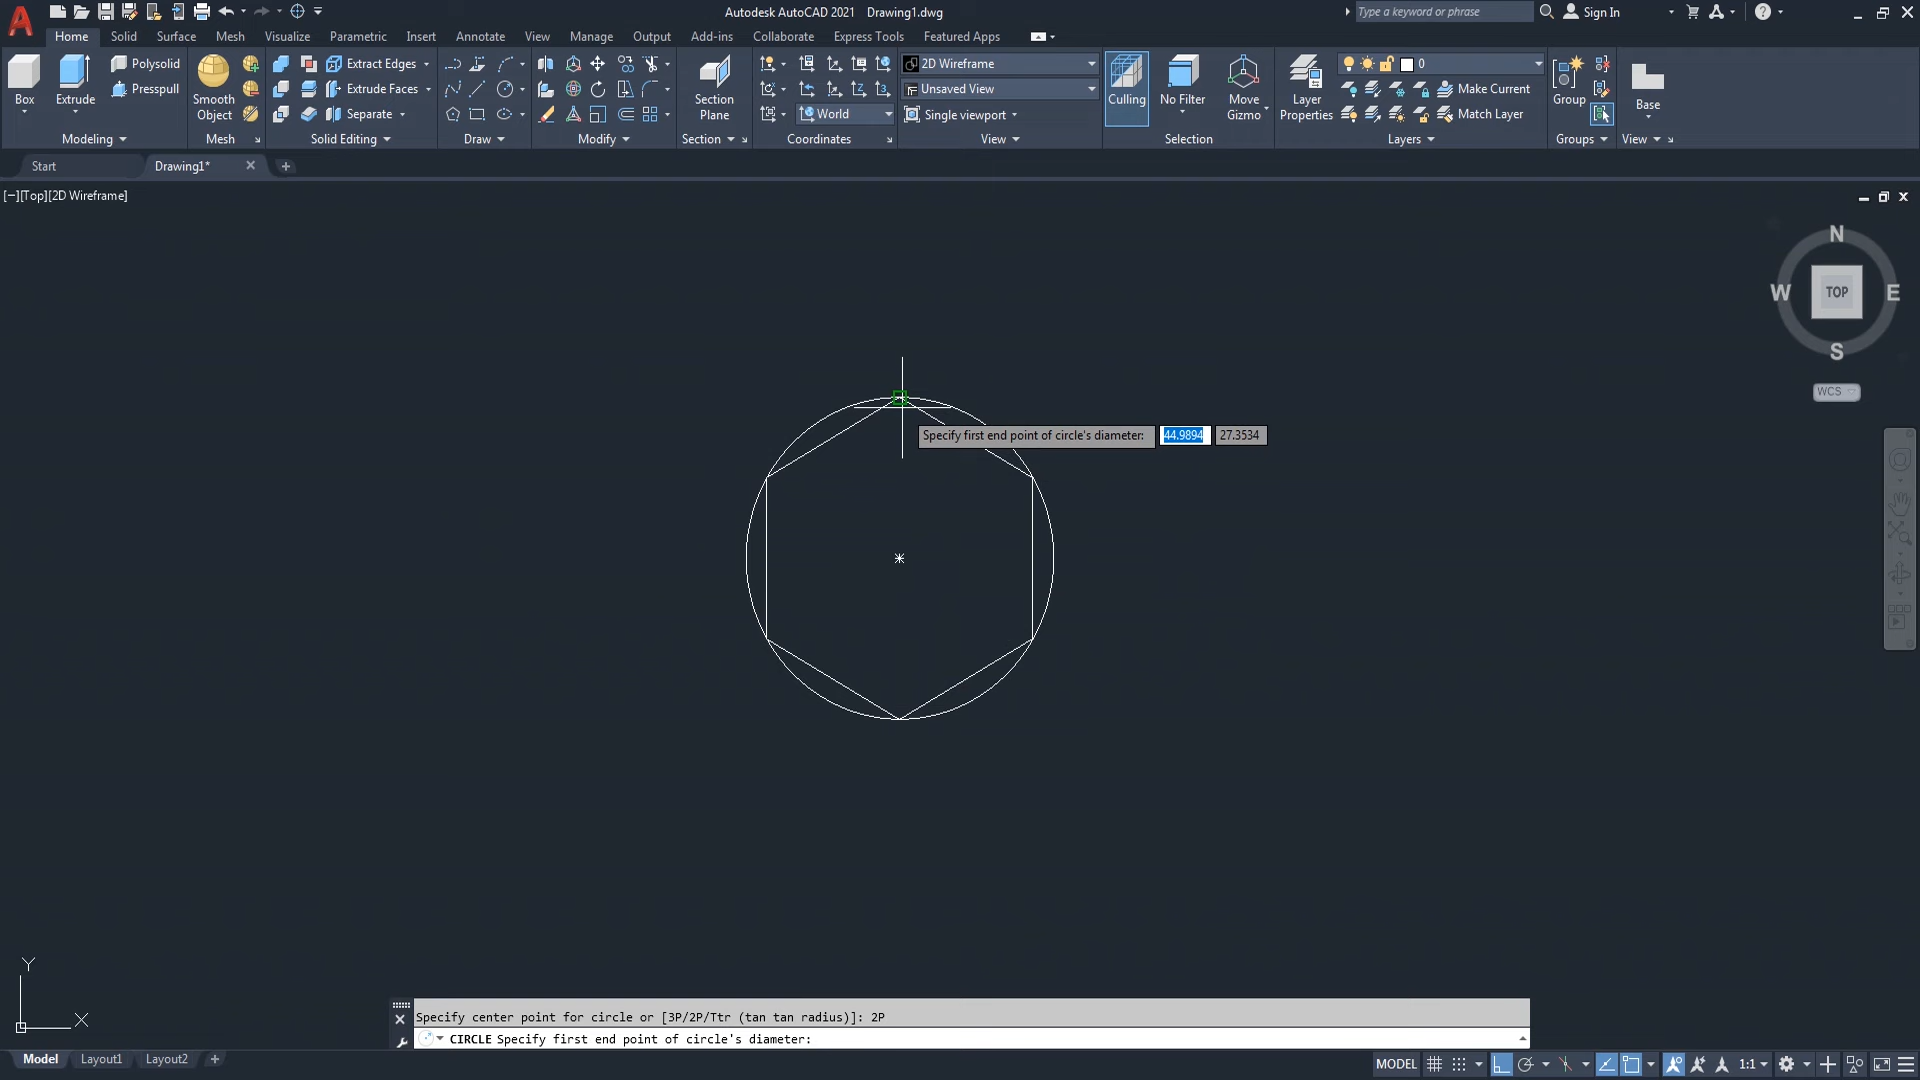 Autodesk AutoCAD 2021 Drawing1.dwg
Type a keyword or phrase
Sign In
Home Solid Surface Mesh Visualize Parametric Insert Annotate View Manage Output Add-ins Collaborate Express Tools Featured Apps
Box
Extrude
Polysolid
Presspull
Modeling
Smooth
Object
Mesh
Extract Edges
Extrude Faces
Separate
Solid Editing
Draw
Modify
Section
Plane
Section
World
Coordinates
2D Wireframe
Unsaved View
Single viewport
View
Culling
No Filter
Move
Gizmo
Selection
Layer
Properties
0
Make Current
Match Layer
Layers
Group
Groups
Base
View
Start
Drawing1*
[−][Top][2D Wireframe]
N
W
TOP
E
S
WCS
Specify first end point of circle's diameter: 44.9894 27.3534
Y
X
Specify center point for circle or [3P/2P/Ttr (tan tan radius)]: 2P
CIRCLE Specify first end point of circle's diameter:
Model Layout1 Layout2 +
MODEL
1:1